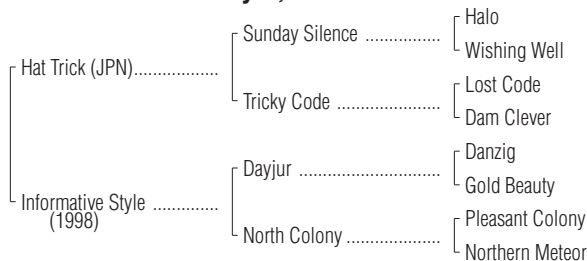 Halo
Sunday Silence ..................
Wishing Well
Hat Trick (JPN)....................
Lost Code
Tricky Code ........................
Dam Clever
Danzig
Dayjur ...............................
Gold Beauty
Informative Style ...............
(1998)
Pleasant Colony
North Colony ......................
Northern Meteor